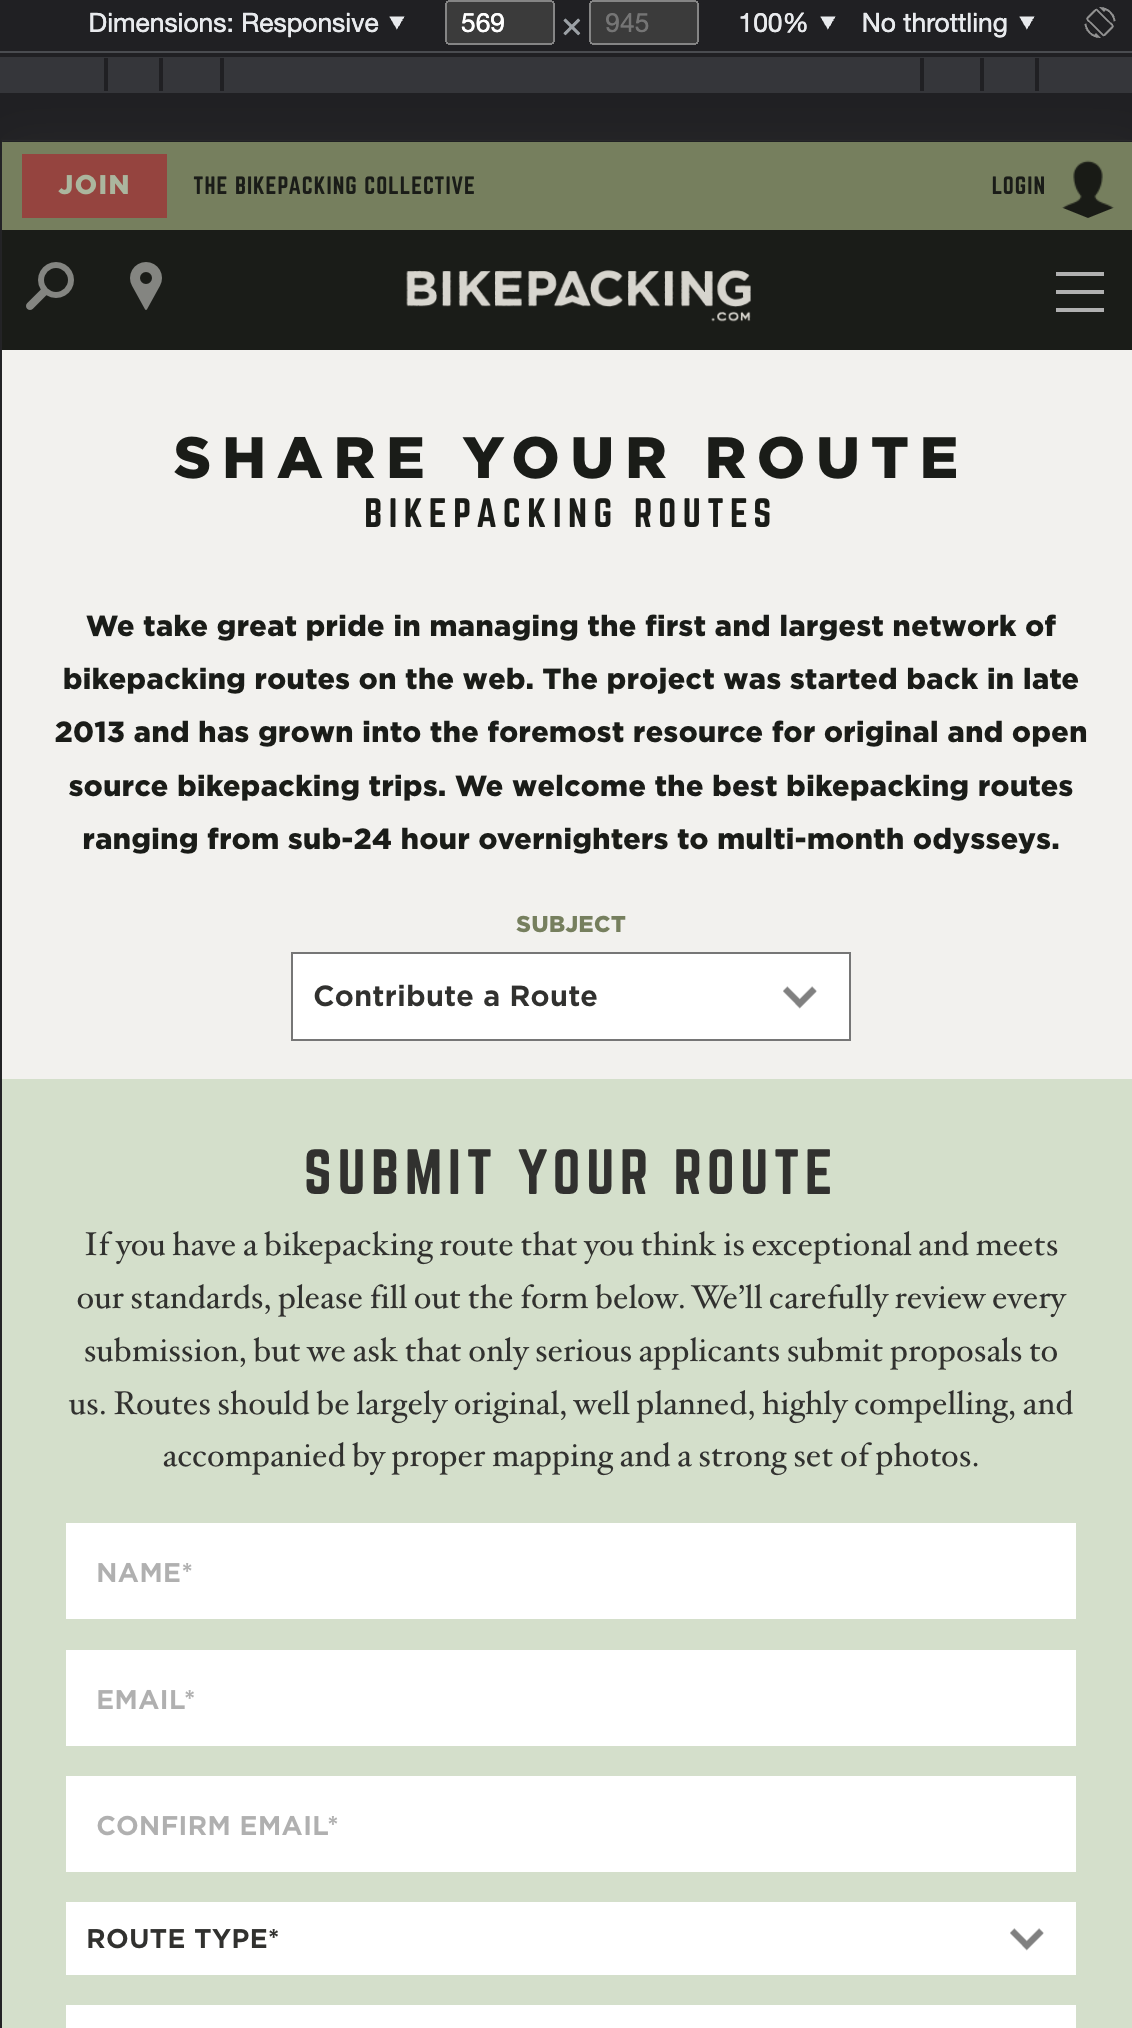 Dimensions: Responsive ▼ 569 × 945 100% ▼ No throttling ▼
JOIN THE BIKEPACKING COLLECTIVE LOGIN
BIKEPACKING
.COM
SHARE YOUR ROUTE
BIKEPACKING ROUTES
We take great pride in managing the first and largest network of
bikepacking routes on the web. The project was started back in late
2013 and has grown into the foremost resource for original and open
source bikepacking trips. We welcome the best bikepacking routes
ranging from sub-24 hour overnighters to multi-month odysseys.
SUBJECT
Contribute a Route
SUBMIT YOUR ROUTE
If you have a bikepacking route that you think is exceptional and meets
our standards, please fill out the form below. We’ll carefully review every
submission, but we ask that only serious applicants submit proposals to
us. Routes should be largely original, well planned, highly compelling, and
accompanied by proper mapping and a strong set of photos.
NAME*
EMAIL*
CONFIRM EMAIL*
ROUTE TYPE*